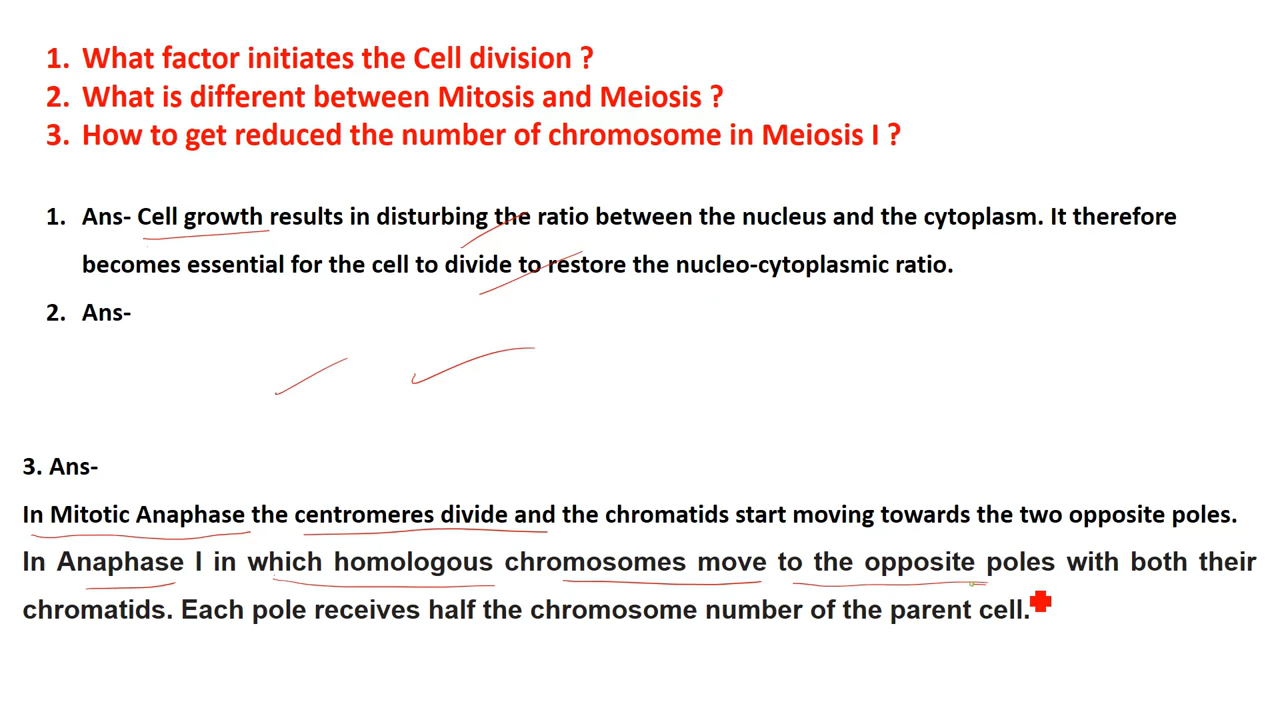 1. What factor initiates the Cell division ?
2. What is different between Mitosis and Meiosis ?
3. How to get reduced the number of chromosome in Meiosis I ?
1. Ans- Cell growth results in disturbing the ratio between the nucleus and the cytoplasm. It therefore
becomes essential for the cell to divide to restore the nucleo-cytoplasmic ratio.
2. Ans-
3. Ans-
In Mitotic Anaphase the centromeres divide and the chromatids start moving towards the two opposite poles.
In Anaphase I in which homologous chromosomes move to the opposite poles with both their
chromatids. Each pole receives half the chromosome number of the parent cell.